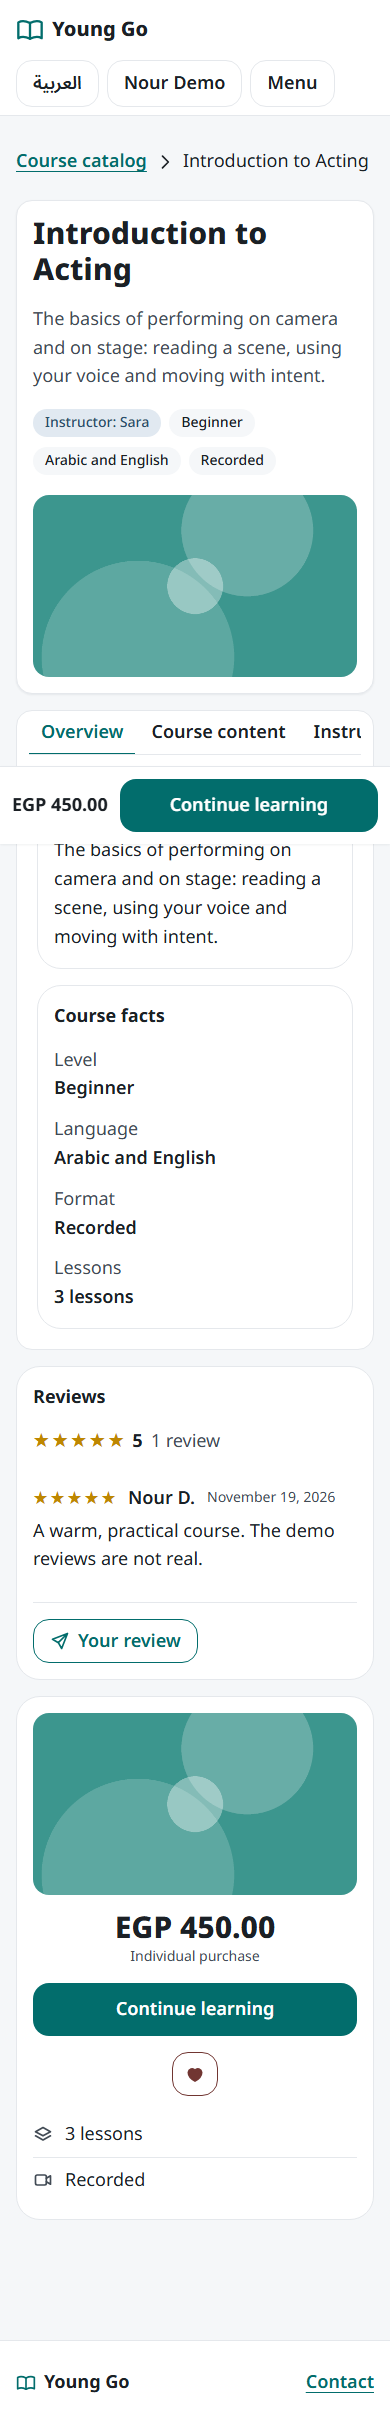 Young Go
العربية
Nour Demo
Menu
Course catalog > Introduction to Acting
Introduction to
Acting
The basics of performing on camera
and on stage: reading a scene, using
your voice and moving with intent.
Instructor: Sara
Beginner
Arabic and English
Recorded
Overview
Course content
Instru
EGP 450.00
Continue learning
The basics of performing on
camera and on stage: reading a
scene, using your voice and
moving with intent.
Course facts
Level
Beginner
Language
Arabic and English
Format
Recorded
Lessons
3 lessons
Reviews
★★★★★ 5 1 review
★★★★★ Nour D. November 19, 2026
A warm, practical course. The demo
reviews are not real.
Your review
EGP 450.00
Individual purchase
Continue learning
3 lessons
Recorded
Young Go
Contact